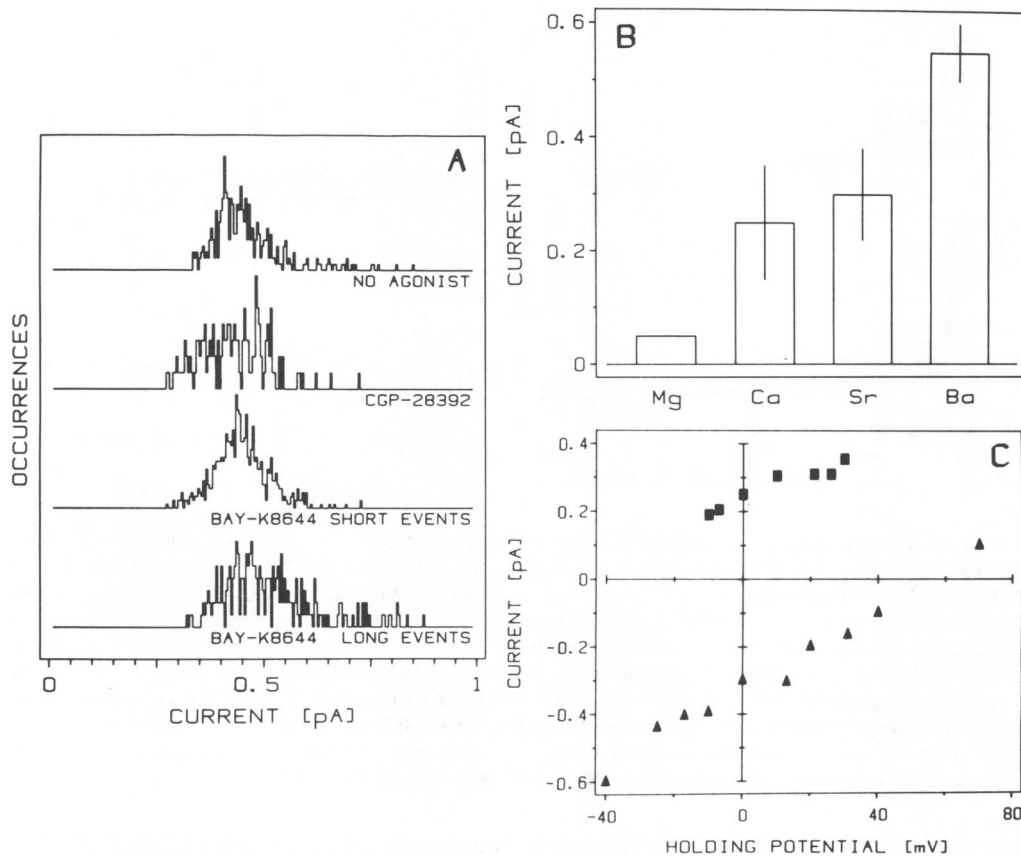 A
NO AGONIST
CGP-28392
BAY-K8644 SHORT EVENTS
BAY-K8644 LONG EVENTS
OCCURRENCES
0 0.5 1
CURRENT [pA]
B
CURRENT [pA]
0.6
0.4
0.2
0
Mg Ca Sr Ba
C
CURRENT [pA]
0.4
0.2
0
-0.2
-0.4
-0.6
-40 0 40 80
HOLDING POTENTIAL [mV]